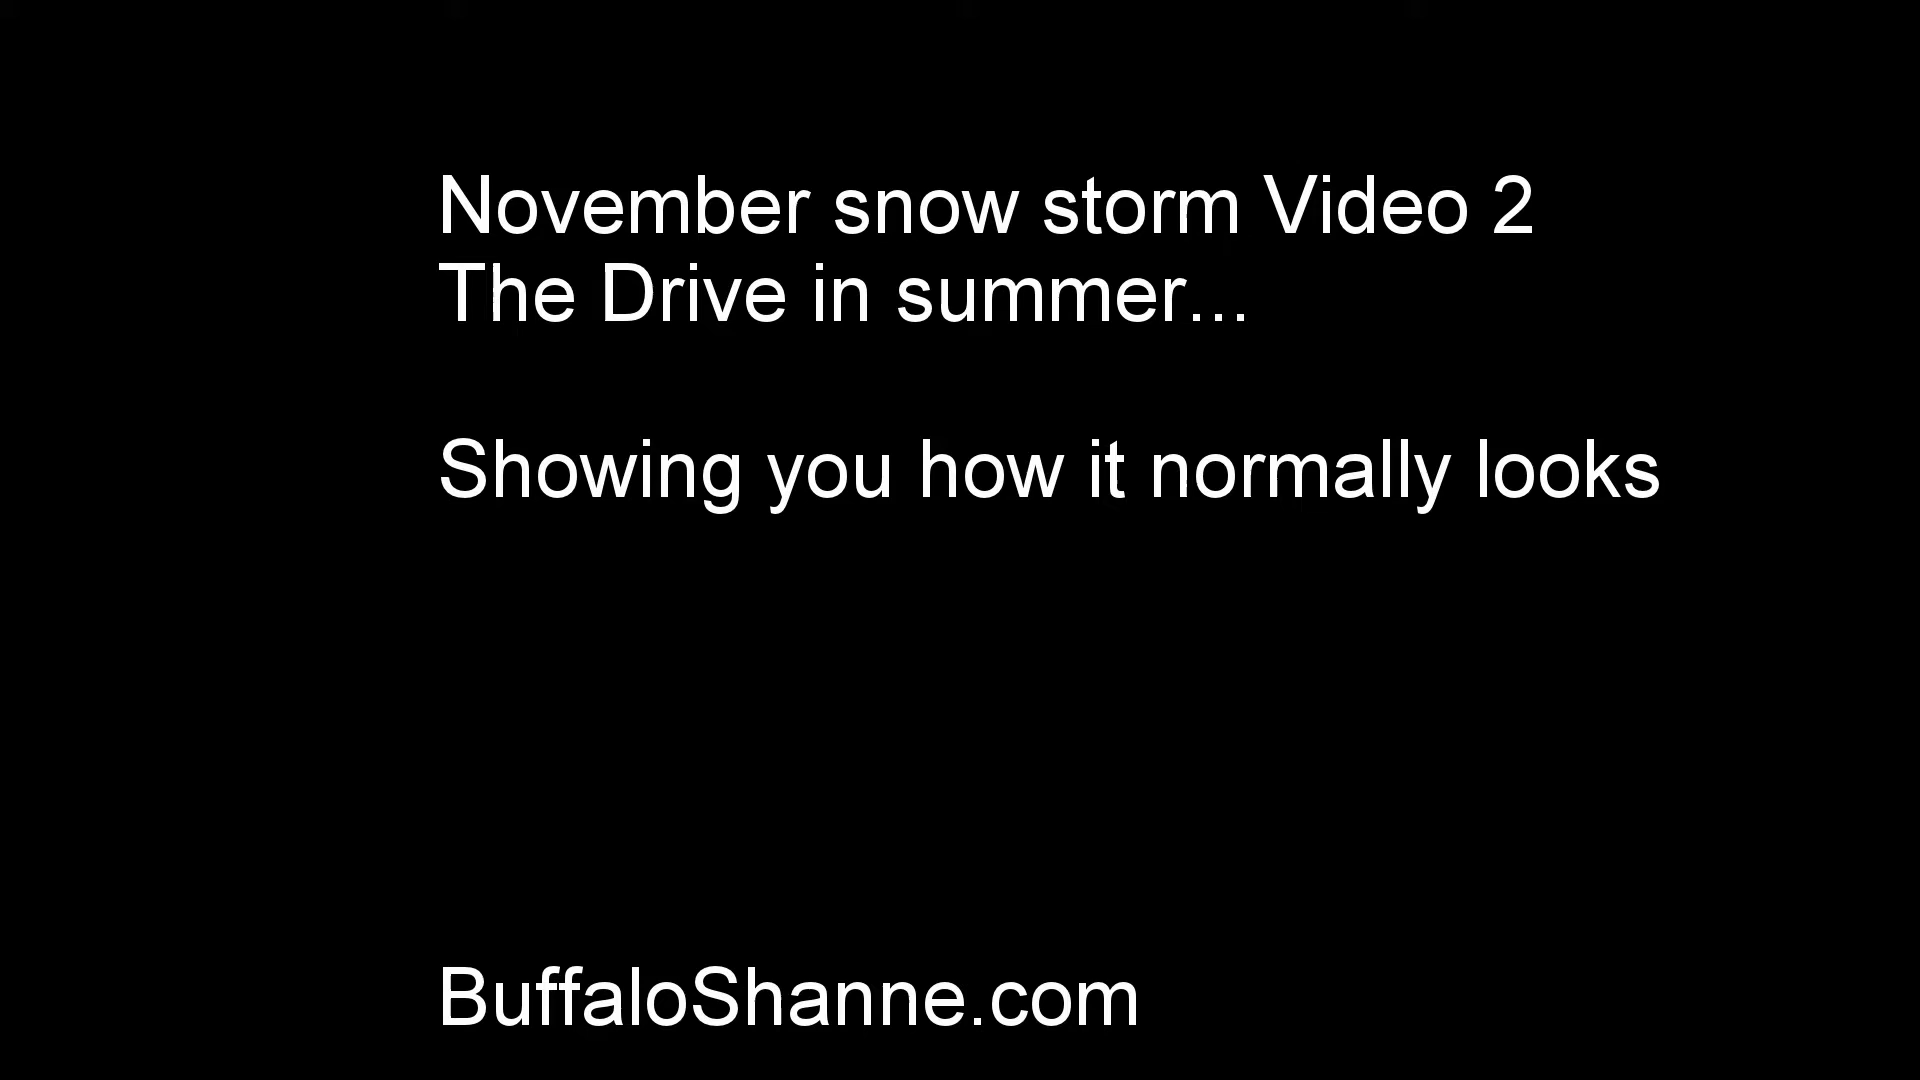 November snow storm Video 2
The Drive in summer...
Showing you how it normally looks
BuffaloShanne.com